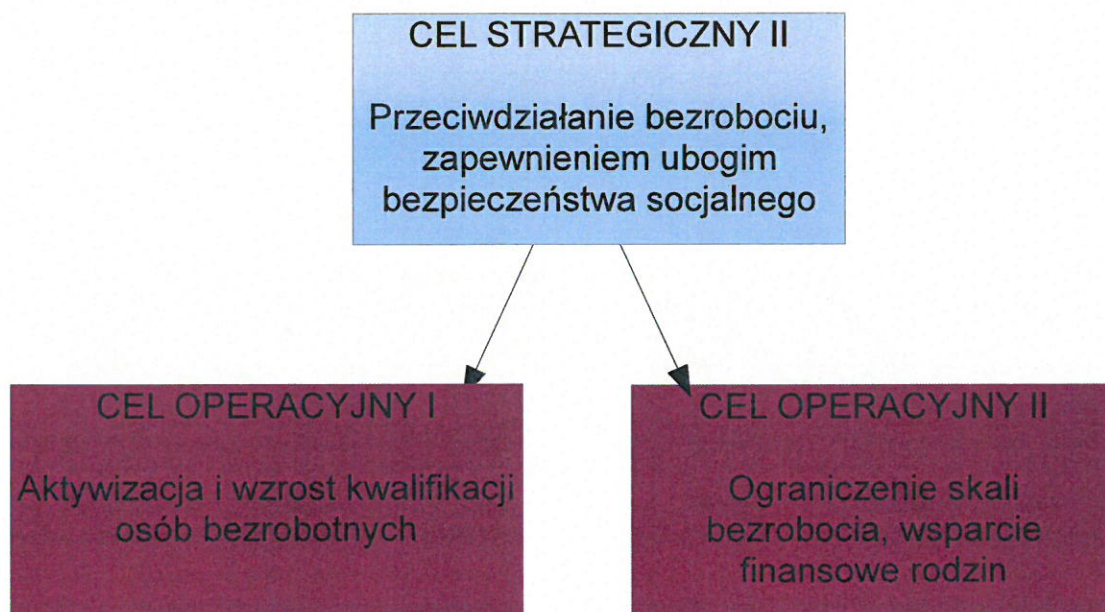 CEL STRATEGICZNY II
Przeciwdziałanie bezrobociu,
zapewnieniem ubogim
bezpieczeństwa socjalnego
CEL OPERACYJNY I
Aktywizacja i wzrost kwalifikacji
osób bezrobotnych
CEL OPERACYJNY II
Ograniczenie skali
bezrobocia, wsparcie
finansowe rodzin